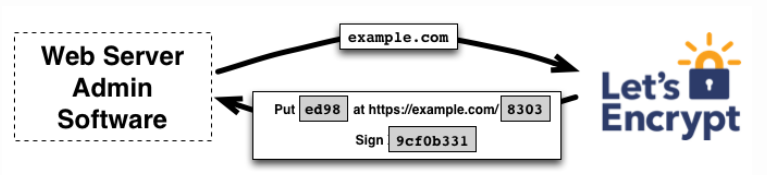 Web Server
Admin
Software
example.com
Put ed98 at https://example.com/ 8303
Sign 9cf0b331
Let's
Encrypt